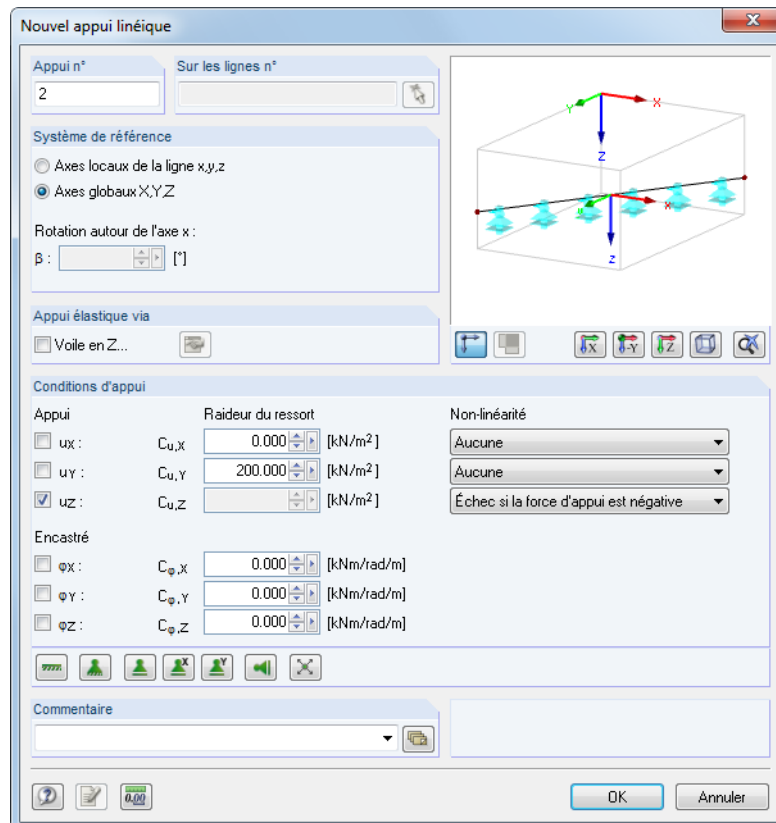 Nouvel appui linéique
Appui n°
Sur les lignes n°
2
Système de référence
Axes locaux de la ligne x,y,z
Axes globaux X,Y,Z
Rotation autour de l'axe x :
β : [°]
Appui élastique via
Voile en Z...
X
Y
Z
x
y
z
X
-Y
Z
Conditions d'appui
Appui
Raideur du ressort
Non-linéarité
uX : Cu,X 0.000 [kN/m²] Aucune
uY : Cu,Y 200.000 [kN/m²] Aucune
uZ : Cu,Z [kN/m²] Échec si la force d'appui est négative
Encastré
φX : Cφ,X 0.000 [kNm/rad/m]
φY : Cφ,Y 0.000 [kNm/rad/m]
φZ : Cφ,Z 0.000 [kNm/rad/m]
X
Y
Commentaire
0.00
OK
Annuler